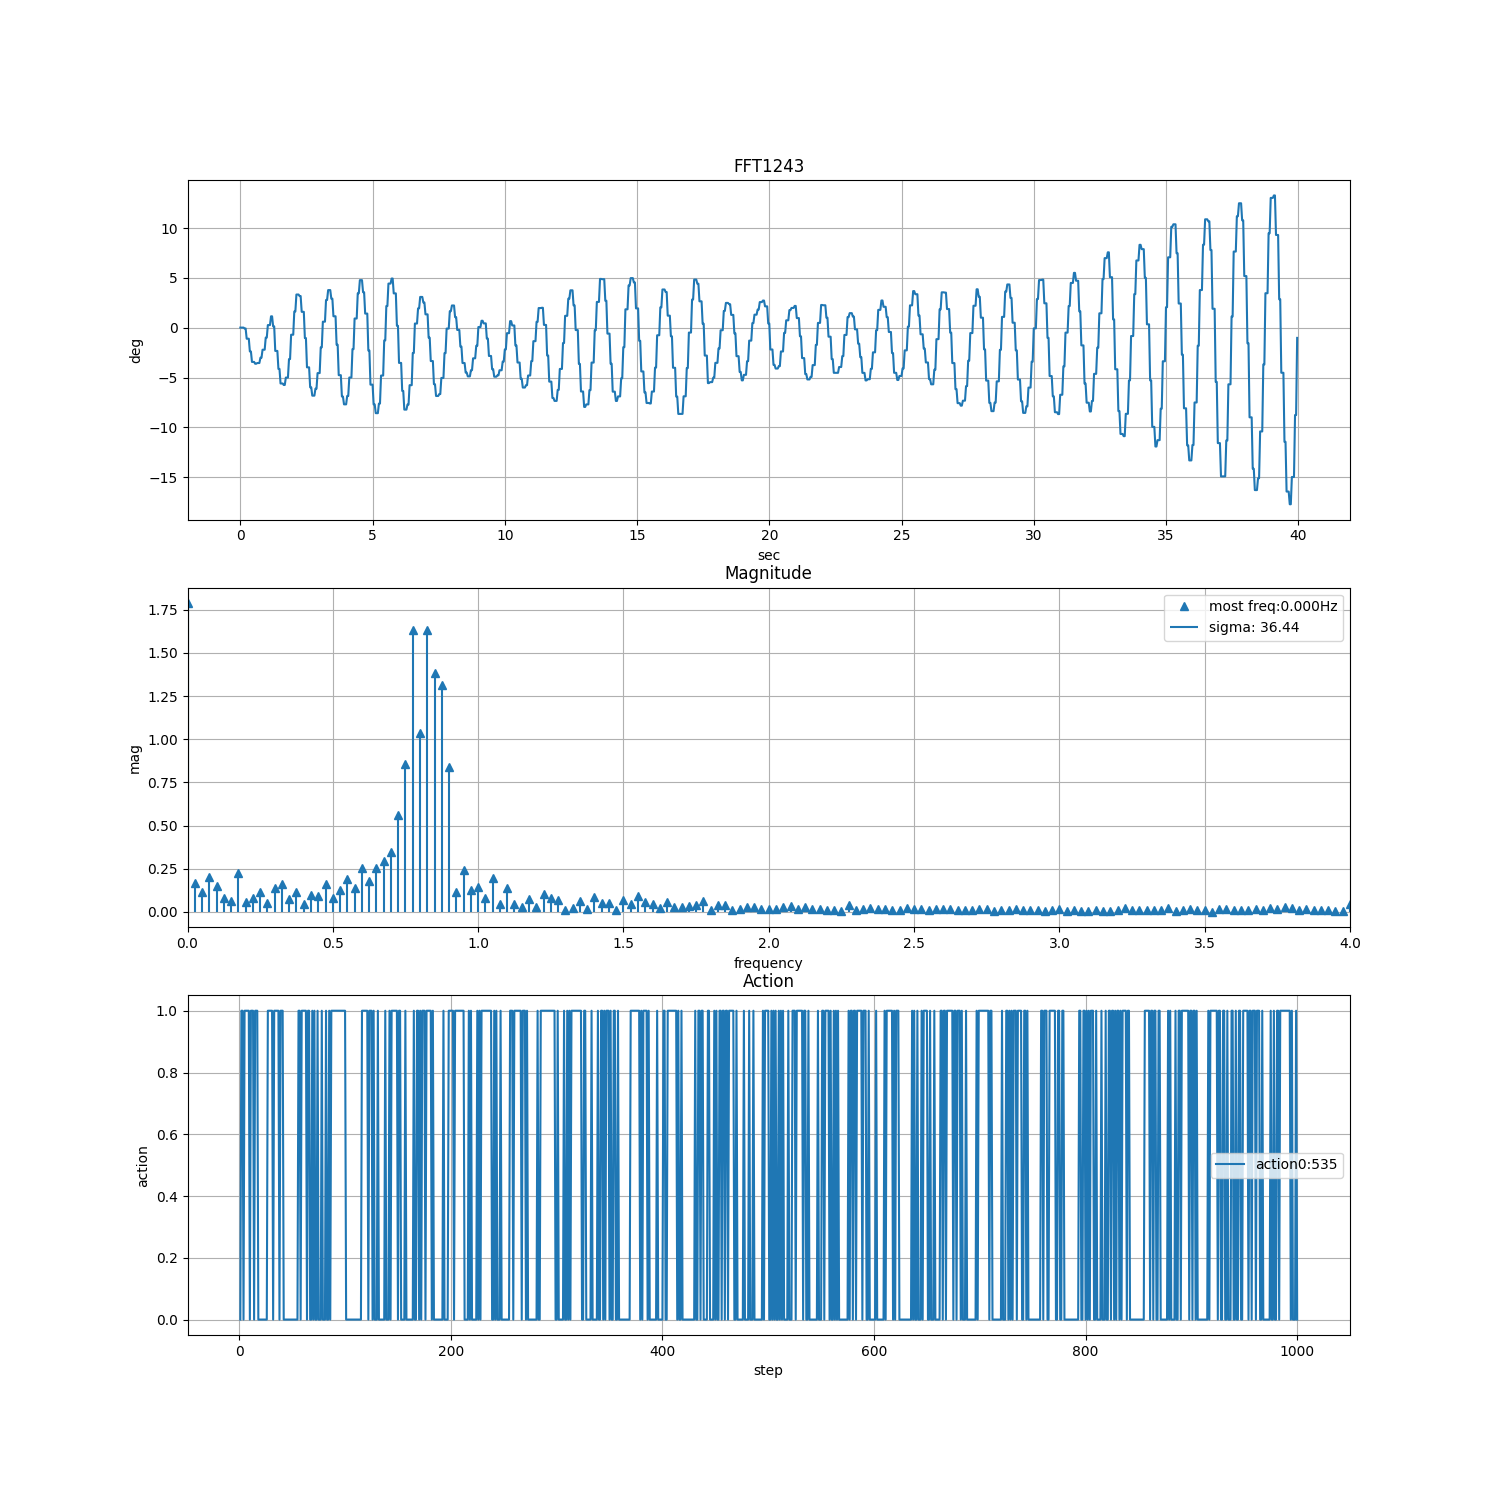 FFT1243
10
5
0
−5
−10
−15
deg
0 5 10 15 20 25 30 35 40
sec
Magnitude
1.75
1.50
1.25
1.00
0.75
0.50
0.25
0.00
mag
most freq:0.000Hz
sigma: 36.44
0.0 0.5 1.0 1.5 2.0 2.5 3.0 3.5 4.0
frequency
Action
1.0
0.8
0.6
0.4
0.2
0.0
action
action0:535
0 200 400 600 800 1000
step